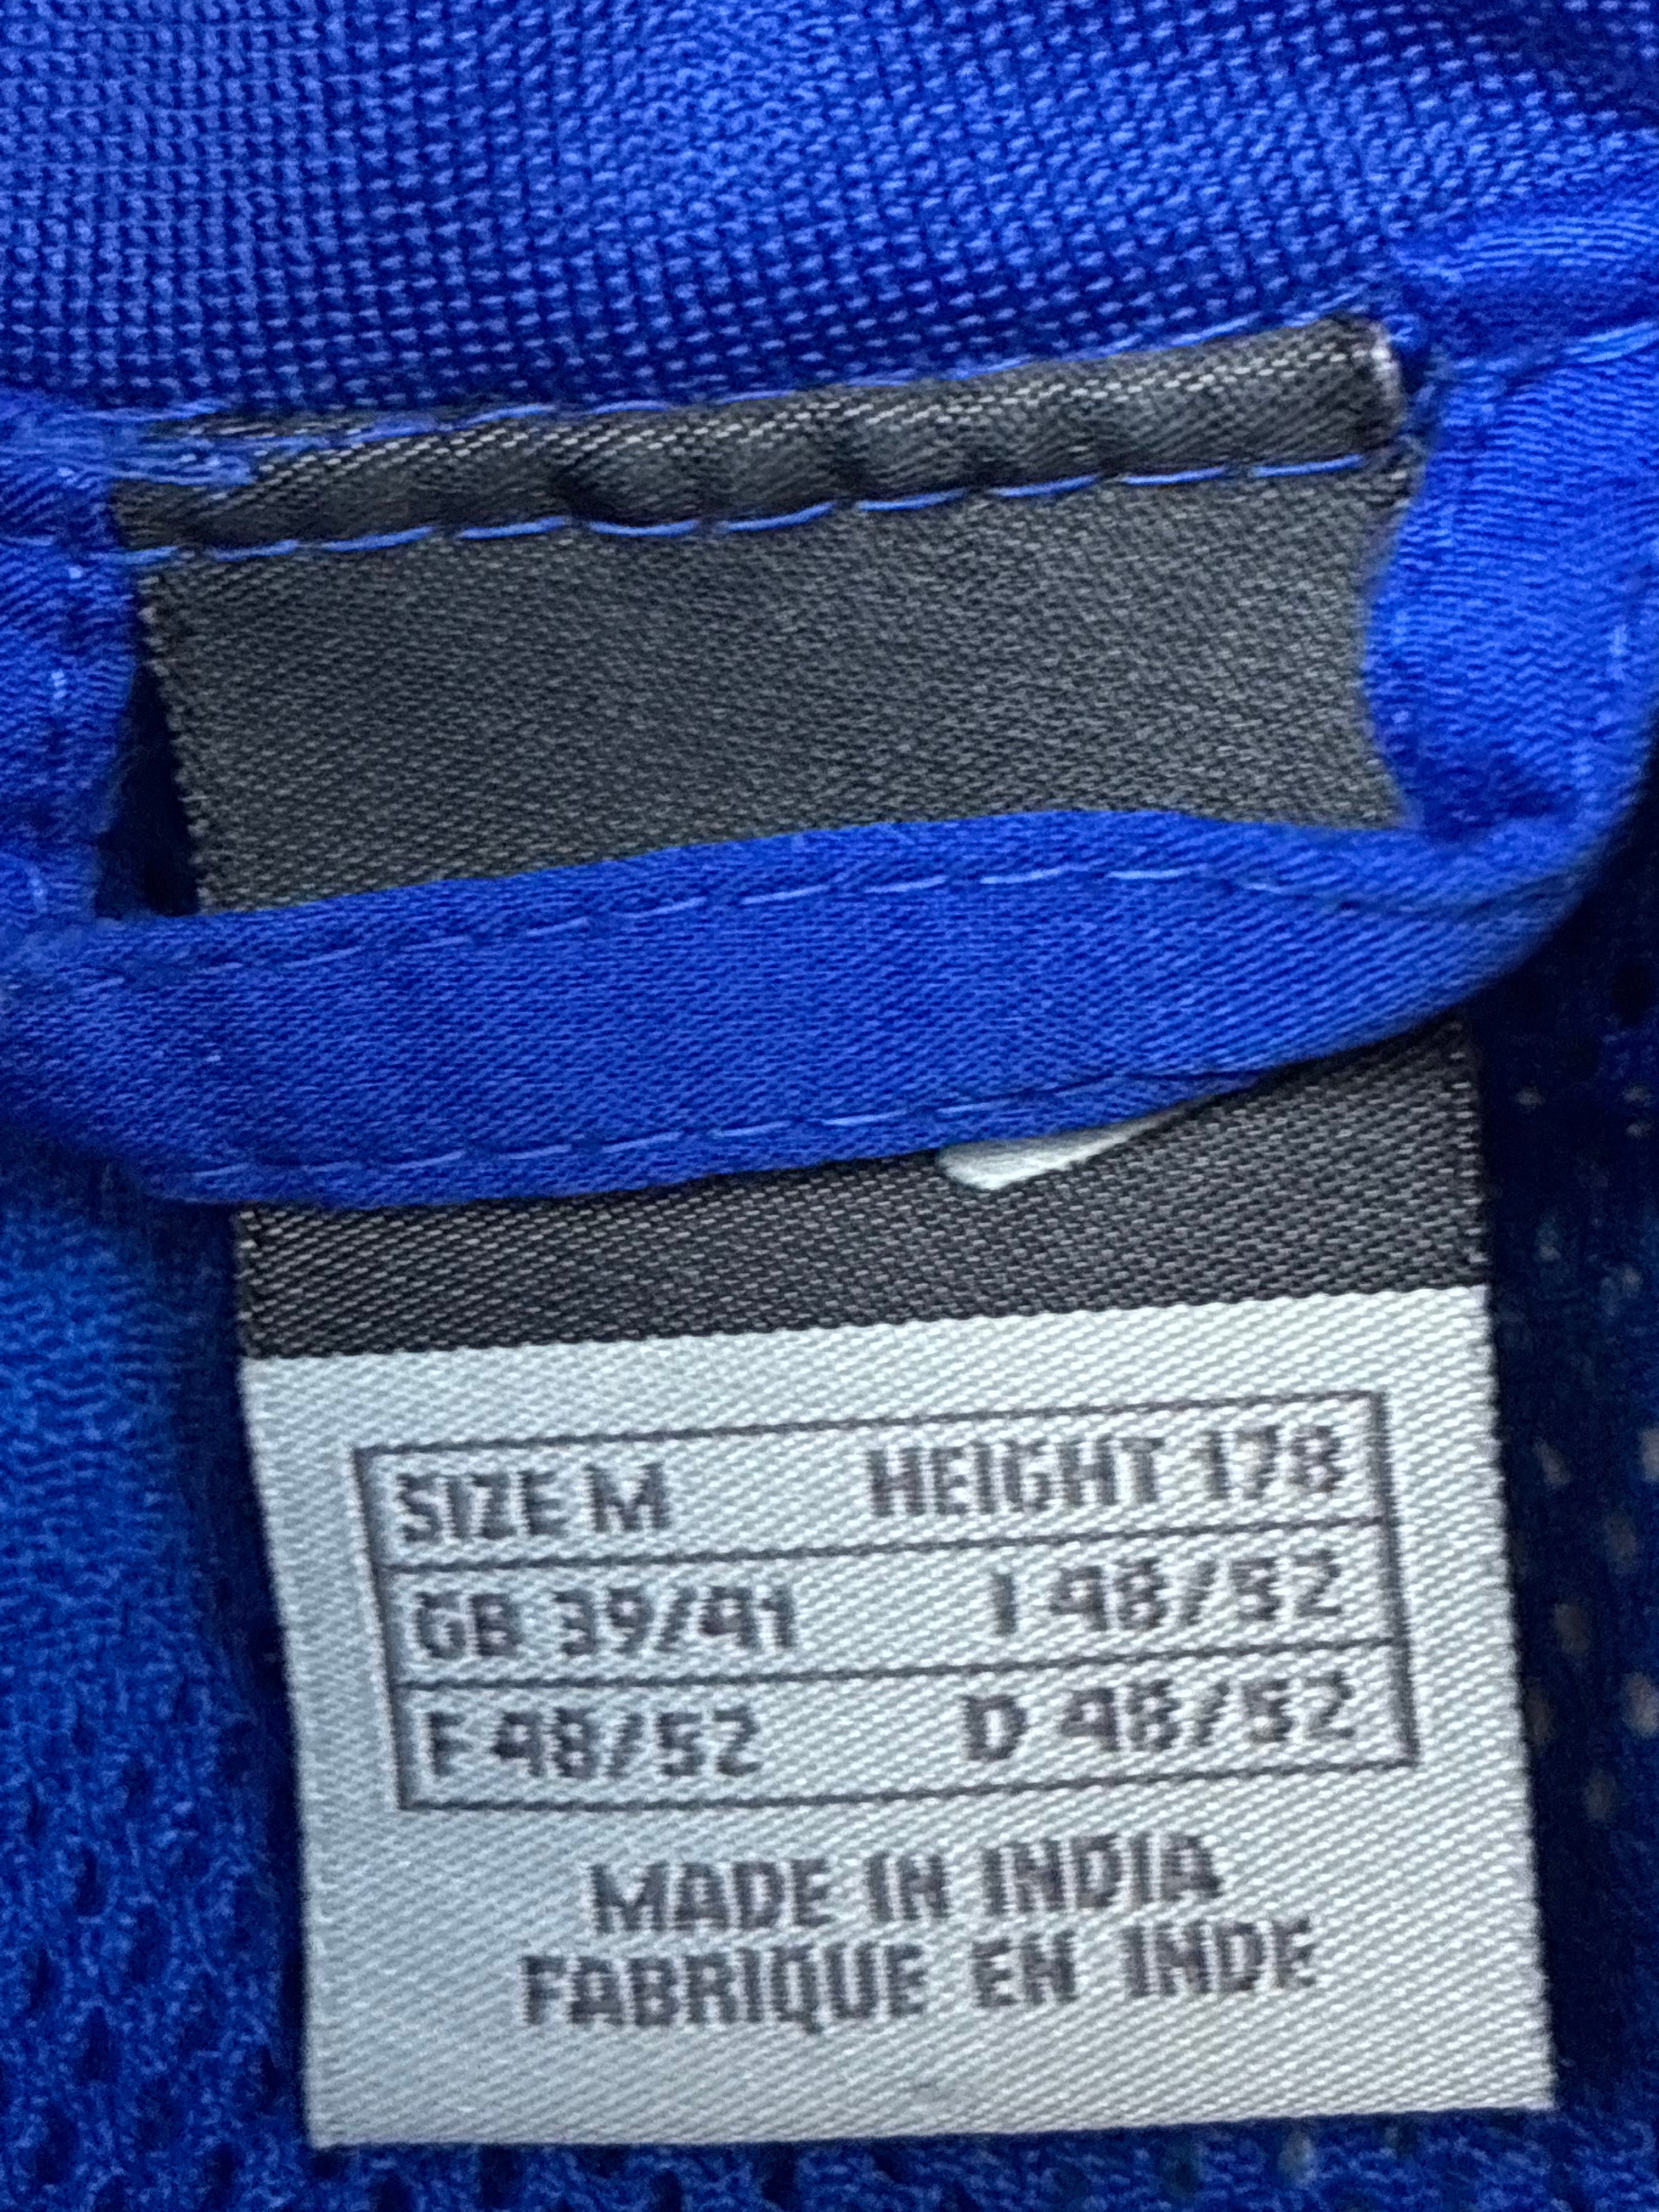 SIZE M HEIGHT 178
GB 39/41 I 48/52
F 48/52 D 48/52
MADE IN INDIA
FABRIQUE EN INDE